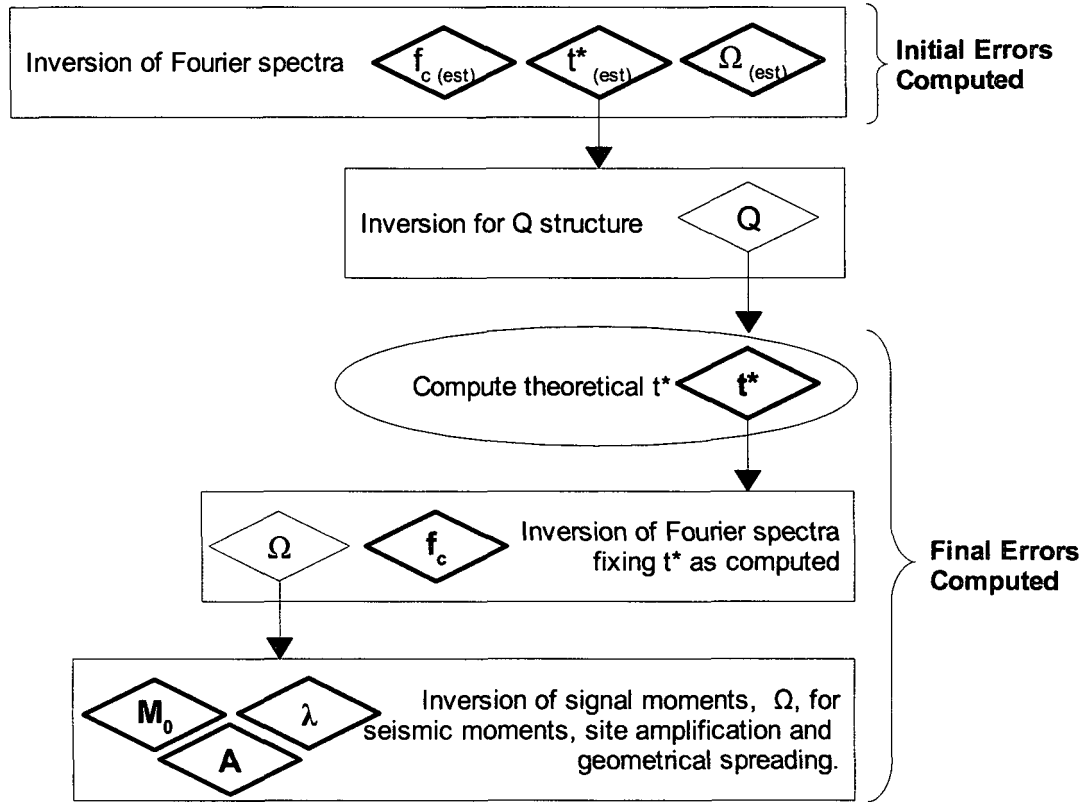 Inversion of Fourier spectra
f c (est)
t* (est)
Ω (est)
Initial Errors
Computed
Inversion for Q structure
Q
Compute theoretical t*
t*
Ω
f c
Inversion of Fourier spectra
fixing t* as computed
Final Errors
Computed
M 0
λ
A
Inversion of signal moments, Ω, for
seismic moments, site amplification and
geometrical spreading.